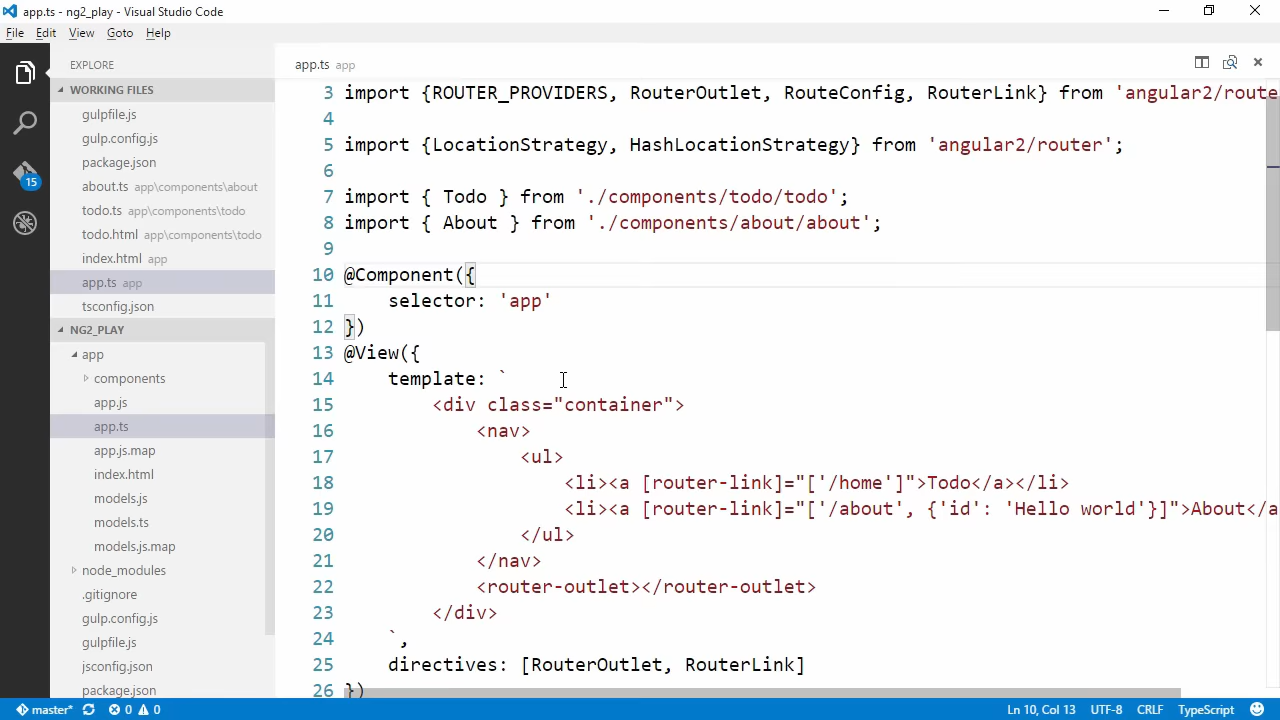 app.ts - ng2_play - Visual Studio Code
File Edit View Goto Help
EXPLORE
WORKING FILES
gulpfile.js
gulp.config.js
package.json
about.ts app\components\about
todo.ts app\components\todo
todo.html app\components\todo
index.html app
app.ts app
tsconfig.json
NG2_PLAY
app
components
app.js
app.ts
app.js.map
index.html
models.js
models.ts
models.js.map
node_modules
.gitignore
gulp.config.js
gulpfile.js
jsconfig.json
package.json
15
app.ts app
3 import {ROUTER_PROVIDERS, RouterOutlet, RouteConfig, RouterLink} from 'angular2/route
4
5 import {LocationStrategy, HashLocationStrategy} from 'angular2/router';
6
7 import { Todo } from './components/todo/todo';
8 import { About } from './components/about/about';
9
10 @Component({
11 selector: 'app'
12 })
13 @View({
14 template: `
15 <div class="container">
16 <nav>
17 <ul>
18 <li><a [router-link]="['/home']">Todo</a></li>
19 <li><a [router-link]="['/about', {'id': 'Hello world'}]">About</a
20 </ul>
21 </nav>
22 <router-outlet></router-outlet>
23 </div>
24 `,
25 directives: [RouterOutlet, RouterLink]
26 })
master* 0 0 Ln 10, Col 13 UTF-8 CRLF TypeScript